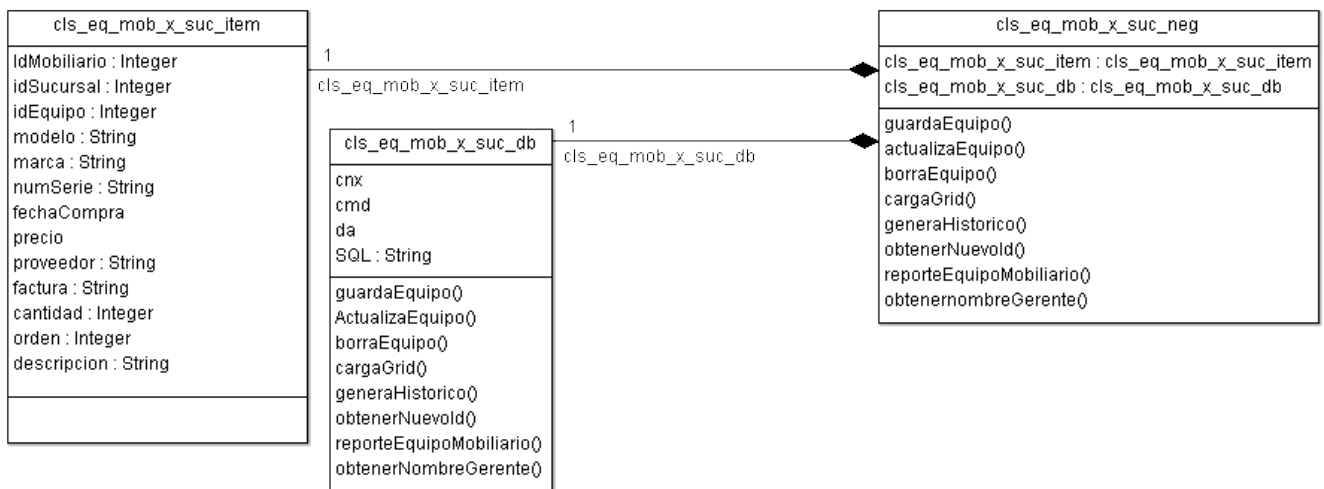 cls_eq_mob_x_suc_item
IdMobiliario : Integer
idSucursal : Integer
idEquipo : Integer
modelo : String
marca : String
numSerie : String
fechaCompra
precio
proveedor : String
factura : String
cantidad : Integer
orden : Integer
descripcion : String
1
cls_eq_mob_x_suc_item
cls_eq_mob_x_suc_db
cnx
cmd
da
SQL : String
guardaEquipo()
ActualizaEquipo()
borraEquipo()
cargaGrid()
generaHistorico()
obtenerNuevoId()
reporteEquipoMobiliario()
obtenerNombreGerente()
1
cls_eq_mob_x_suc_db
cls_eq_mob_x_suc_neg
cls_eq_mob_x_suc_item : cls_eq_mob_x_suc_item
cls_eq_mob_x_suc_db : cls_eq_mob_x_suc_db
guardaEquipo()
actualizaEquipo()
borraEquipo()
cargaGrid()
generaHistorico()
obtenerNuevoId()
reporteEquipoMobiliario()
obtenernombreGerente()